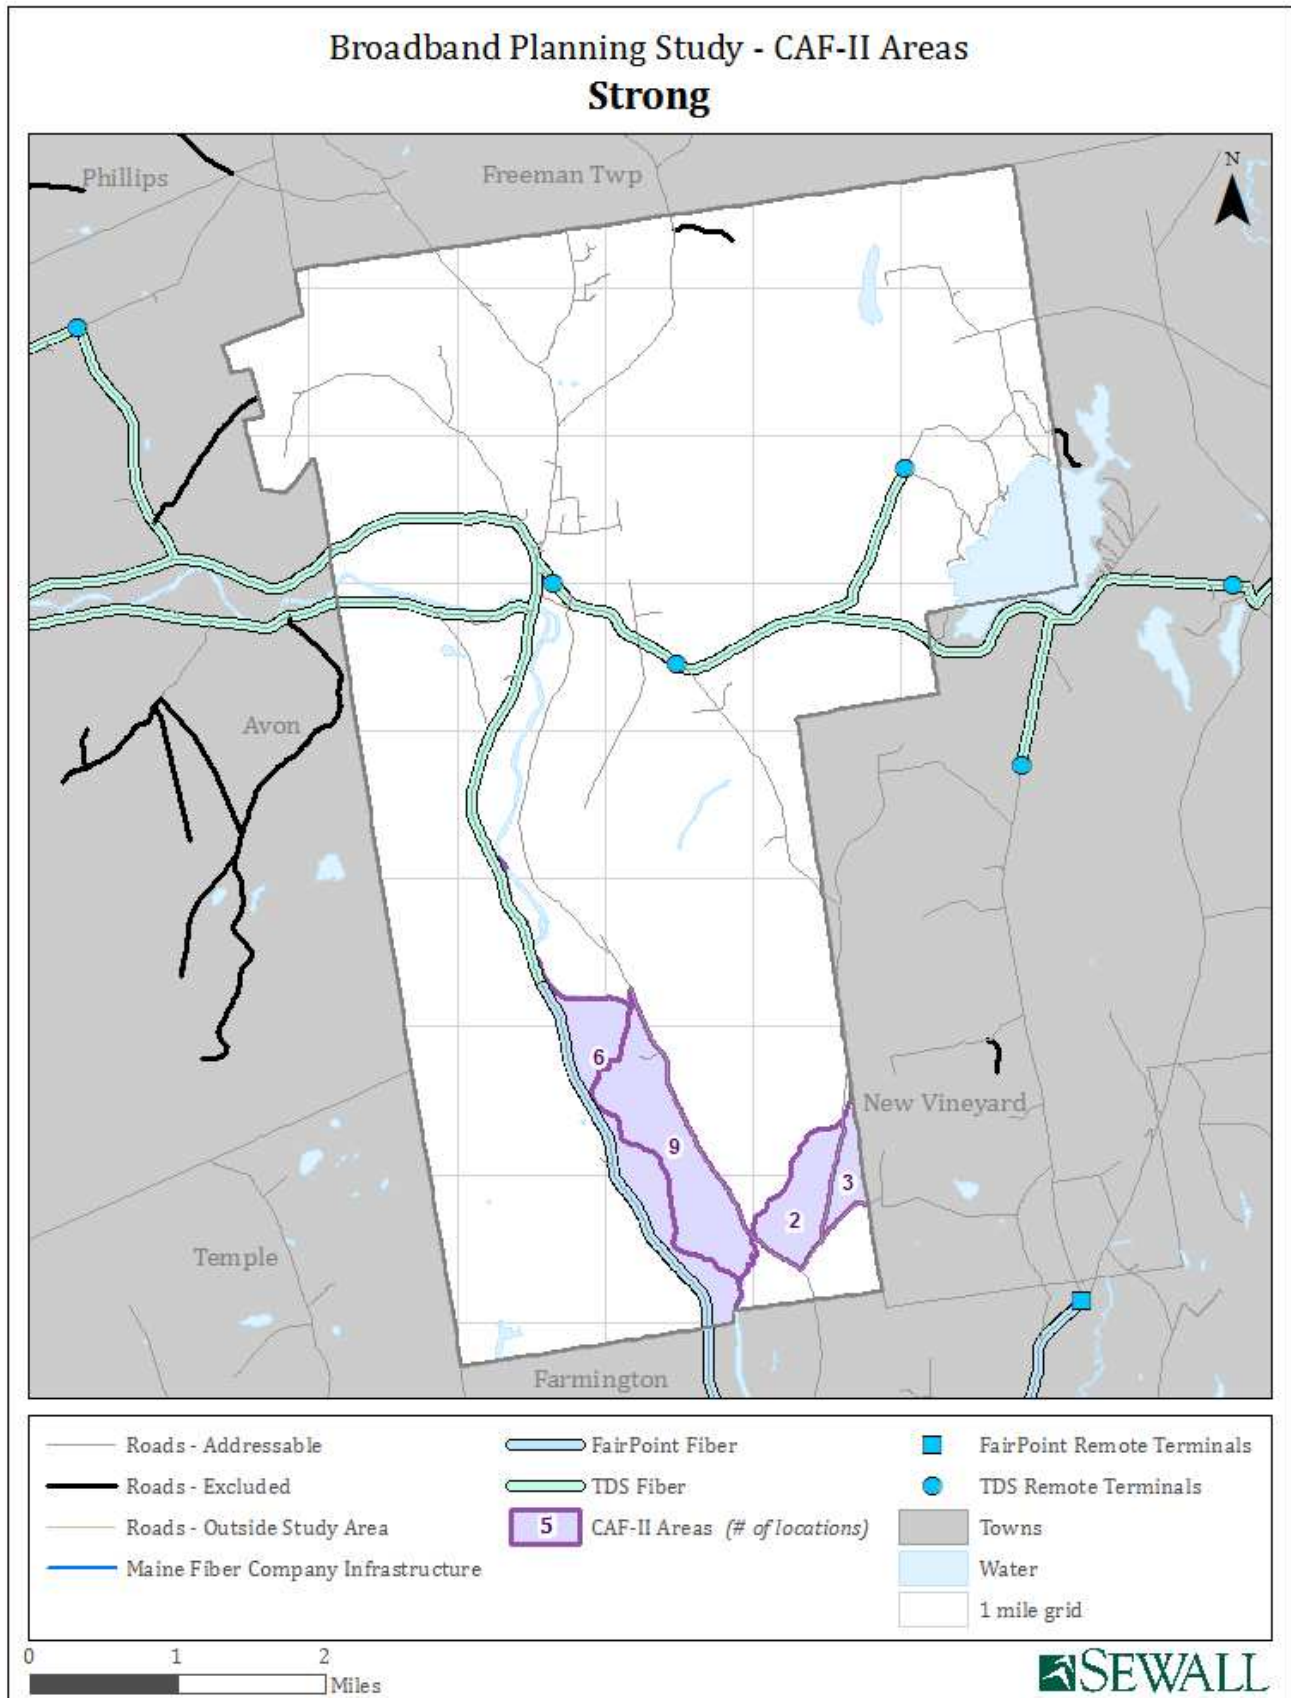 Broadband Planning Study - CAF-II Areas
Strong
Phillips
Freeman Twp
N
Avon
6
New Vineyard
9
3
2
Temple
Farmington
Roads - Addressable
Roads - Excluded
Roads - Outside Study Area
Maine Fiber Company Infrastructure
FairPoint Fiber
TDS Fiber
5 CAF-II Areas (# of locations)
FairPoint Remote Terminals
TDS Remote Terminals
Towns
Water
1 mile grid
0 1 2
Miles
SEWALL